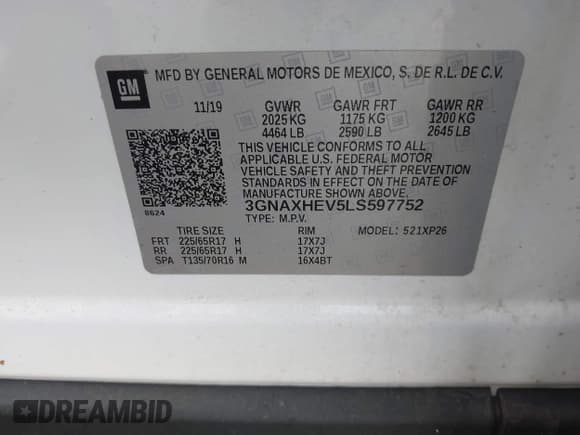 GM
MFD BY GENERAL MOTORS DE MEXICO, S. DE R.L. DE C.V.
11/19 GVWR GAWR FRT GAWR RR
2025 KG 1175 KG 1200 KG
4464 LB 2590 LB 2645 LB
THIS VEHICLE CONFORMS TO ALL
APPLICABLE U.S. FEDERAL MOTOR
VEHICLE SAFETY AND THEFT PREVENTION
STANDARDS IN EFFECT ON THE DATE OF
MANUFACTURE SHOWN ABOVE.
3GNAXHEV5LS597752
8624
TYPE: M.P.V.
TIRE SIZE RIM MODEL: 521XP26
FRT 225/65R17 H 17X7J
RR 225/65R17 H 17X7J
SPA T135/70R16 M 16X4BT
DREAMBID